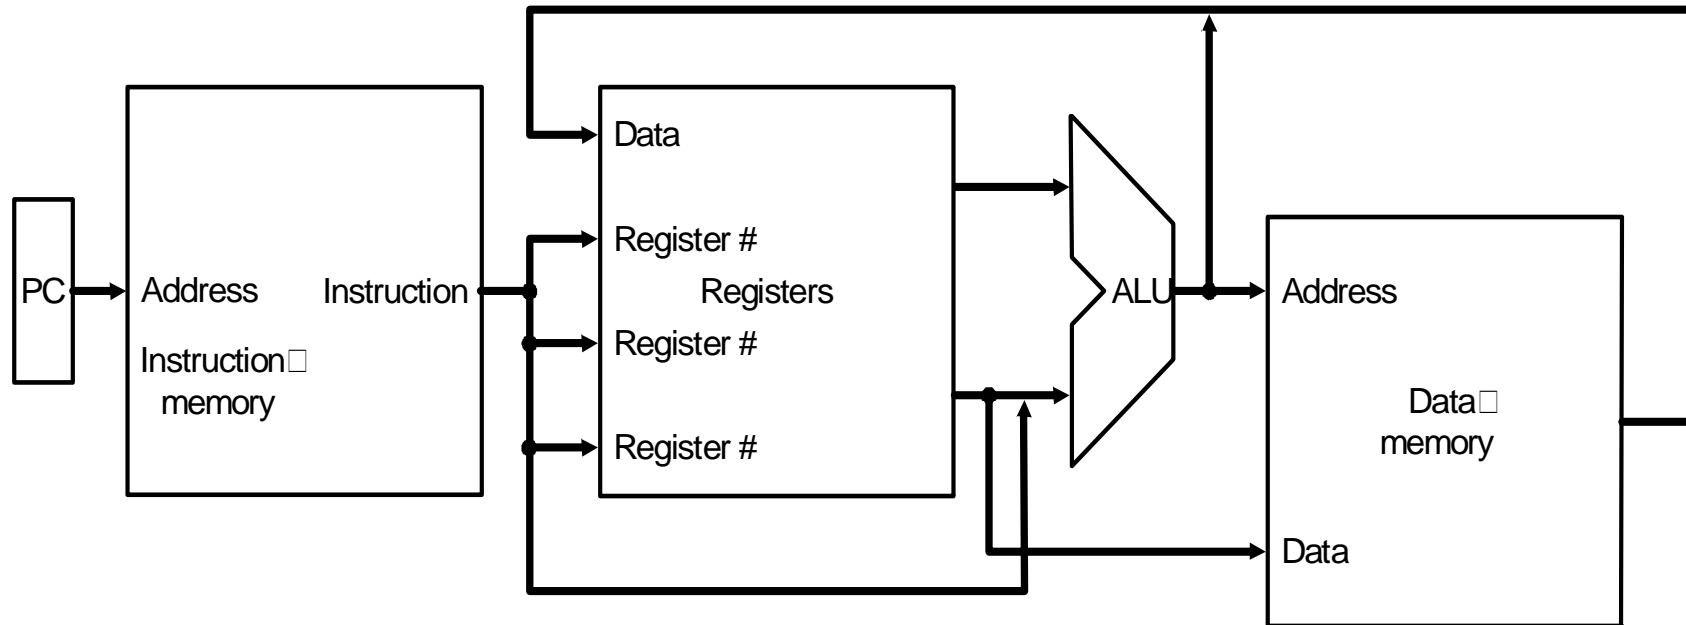 PC
Address
Instruction
Instruction□
memory
Data
Register #
Registers
Register #
Register #
ALU
Address
Data□
memory
Data